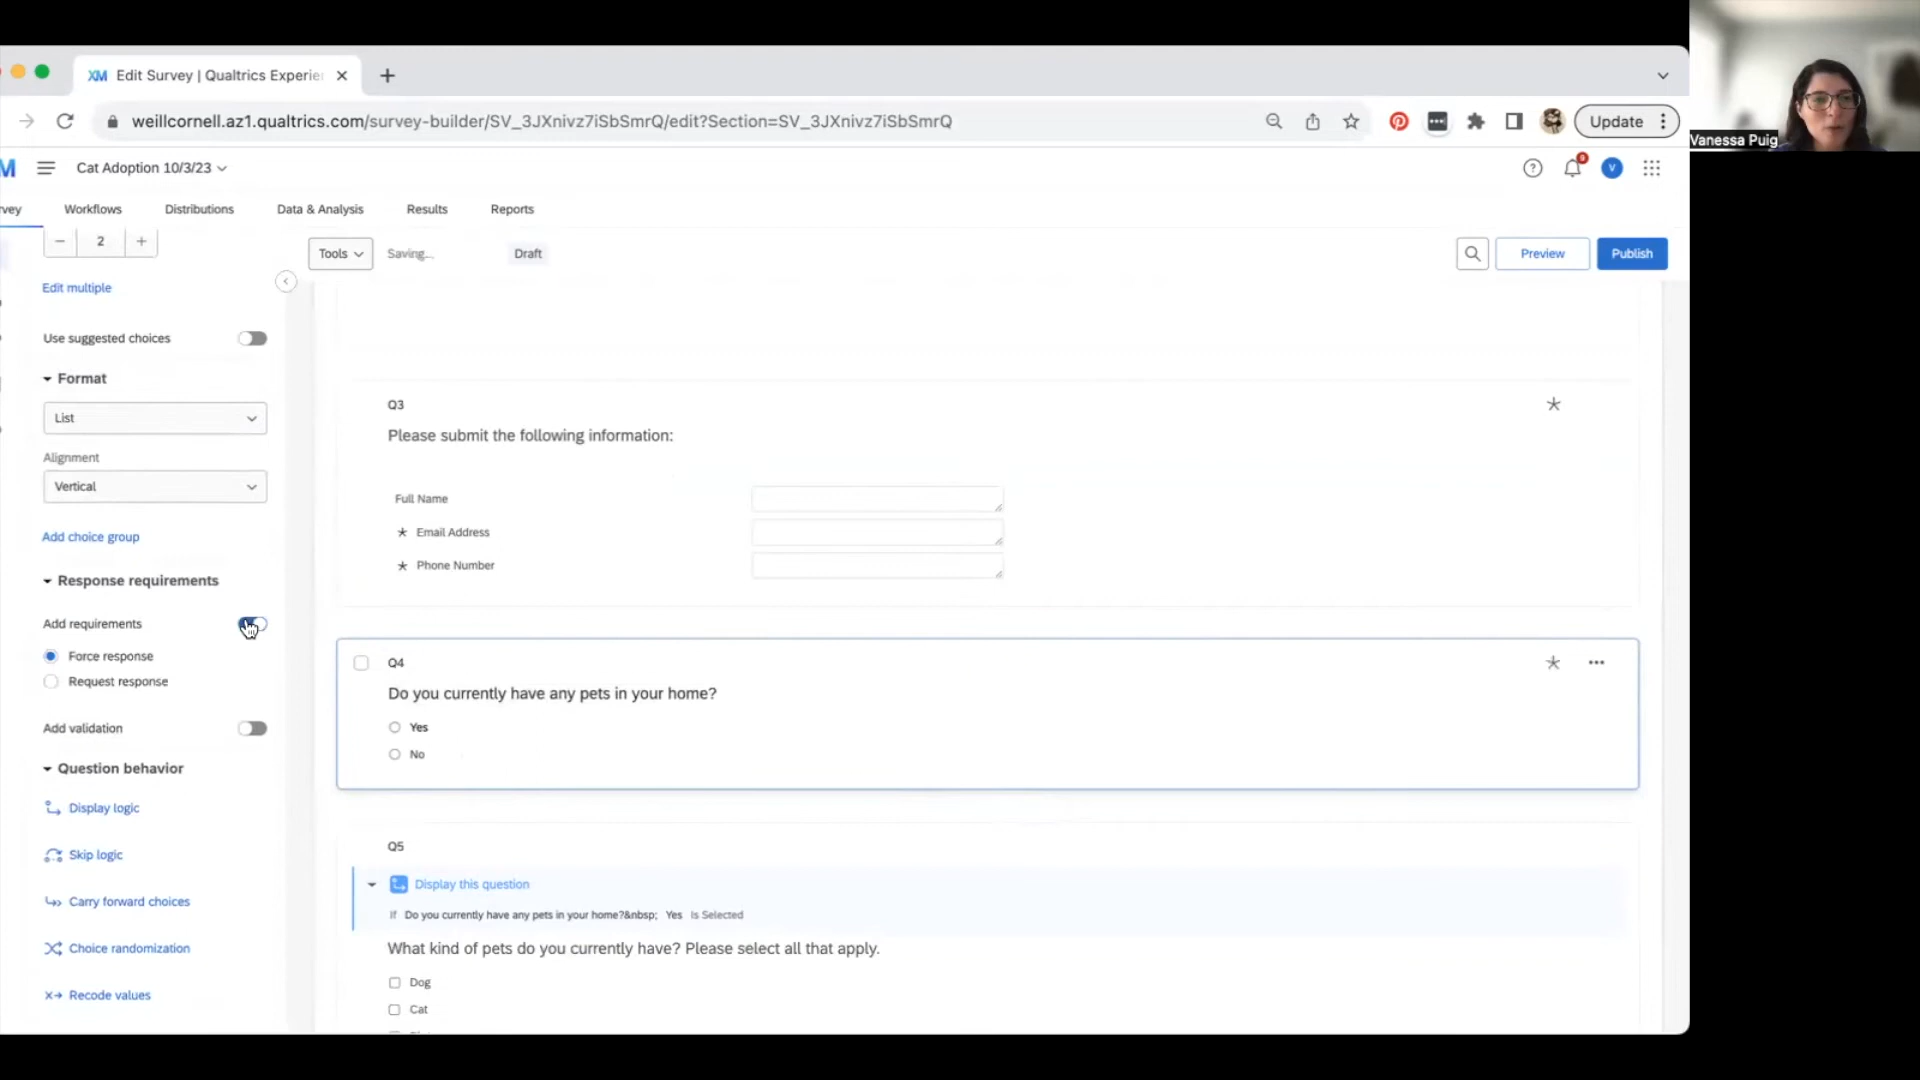 XM Edit Survey | Qualtrics Experie
weillcornell.az1.qualtrics.com/survey-builder/SV_3JXnivz7iSbSmrQ/edit?Section=SV_3JXnivz7iSbSmrQ
Update
Vanessa Puig
M
Cat Adoption 10/3/23
?
9
V
vey
Workflows
Distributions
Data & Analysis
Results
Reports
2
Tools
Saving...
Draft
Preview
Publish
Edit multiple
Use suggested choices
Format
List
Alignment
Vertical
Add choice group
Response requirements
Add requirements
Force response
Request response
Add validation
Question behavior
Display logic
Skip logic
Carry forward choices
Choice randomization
Recode values
Q3
Please submit the following information:
Full Name
Email Address
Phone Number
Q4
Do you currently have any pets in your home?
Yes
No
Q5
Display this question
If Do you currently have any pets in your home?&nbsp; Yes Is Selected
What kind of pets do you currently have? Please select all that apply.
Dog
Cat